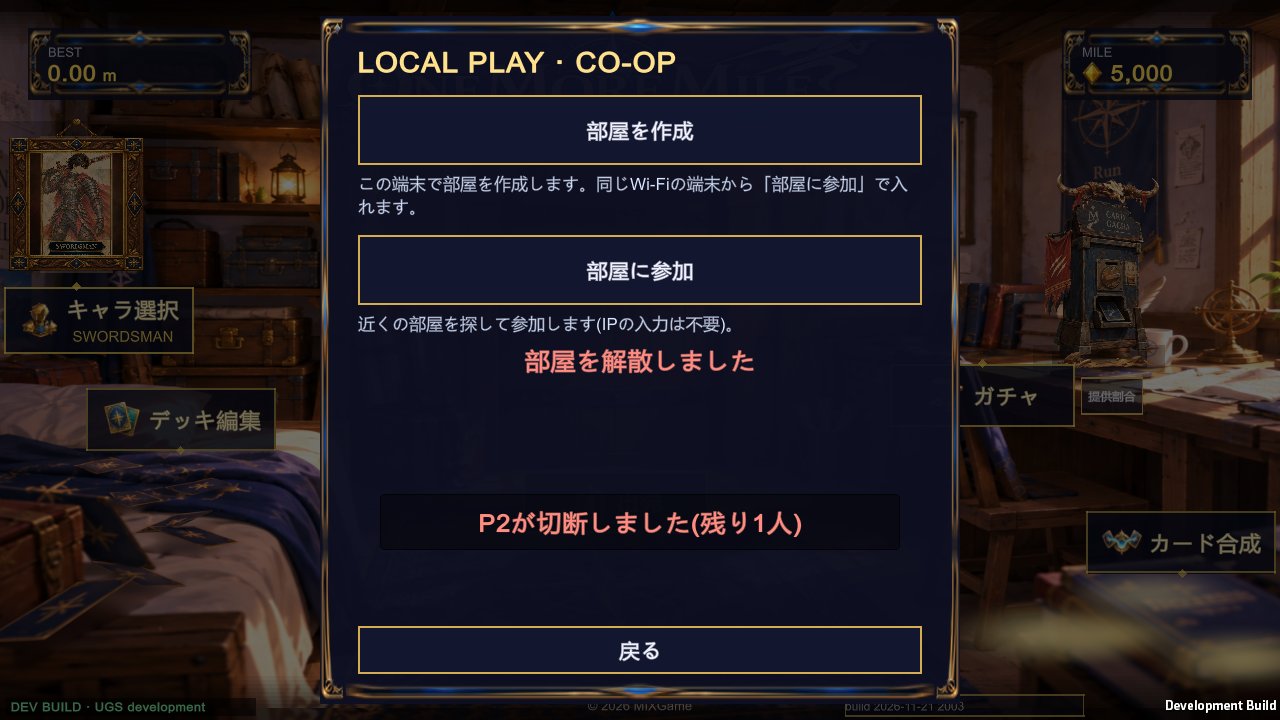 BEST
0.00 m
MILE
5,000
LOCAL PLAY · CO-OP
部屋を作成
この端末で部屋を作成します。同じWi-Fiの端末から「部屋に参加」で入
れます。
部屋に参加
近くの部屋を探して参加します(IPの入力は不要)。
部屋を解散しました
P2が切断しました(残り1人)
戻る
SWORDSMAN
キャラ選択
SWORDSMAN
デッキ編集
Run
CARD
GACHA
ガチャ
提供割合
カード合成
DEV BUILD · UGS development
© 2026 MIXGame
build 2026-11-21 2003
Development Build